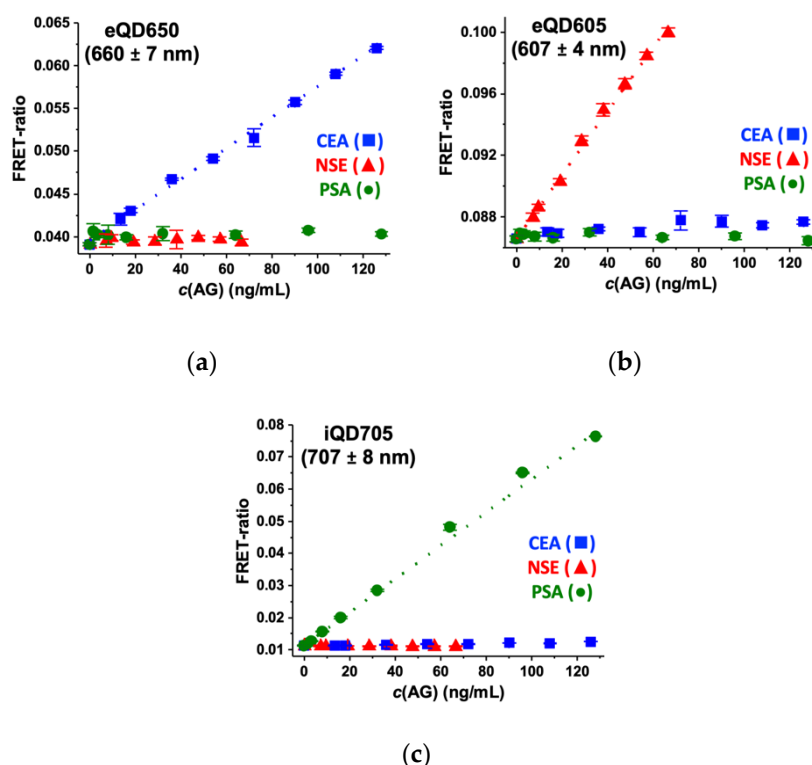 eQD650
(660 ± 7 nm)
0.065
0.060
0.055
0.050
0.045
0.040
FRET-ratio
CEA (■)
NSE (▲)
PSA (●)
0 20 40 60 80 100 120
c(AG) (ng/mL)
(a)
eQD605
(607 ± 4 nm)
0.100
0.096
0.092
0.088
FRET-ratio
CEA (■)
NSE (▲)
PSA (●)
0 20 40 60 80 100 120
c(AG) (ng/mL)
(b)
iQD705
(707 ± 8 nm)
0.08
0.07
0.06
0.05
0.04
0.03
0.02
0.01
FRET-ratio
CEA (■)
NSE (▲)
PSA (●)
0 20 40 60 80 100 120
c(AG) (ng/mL)
(c)